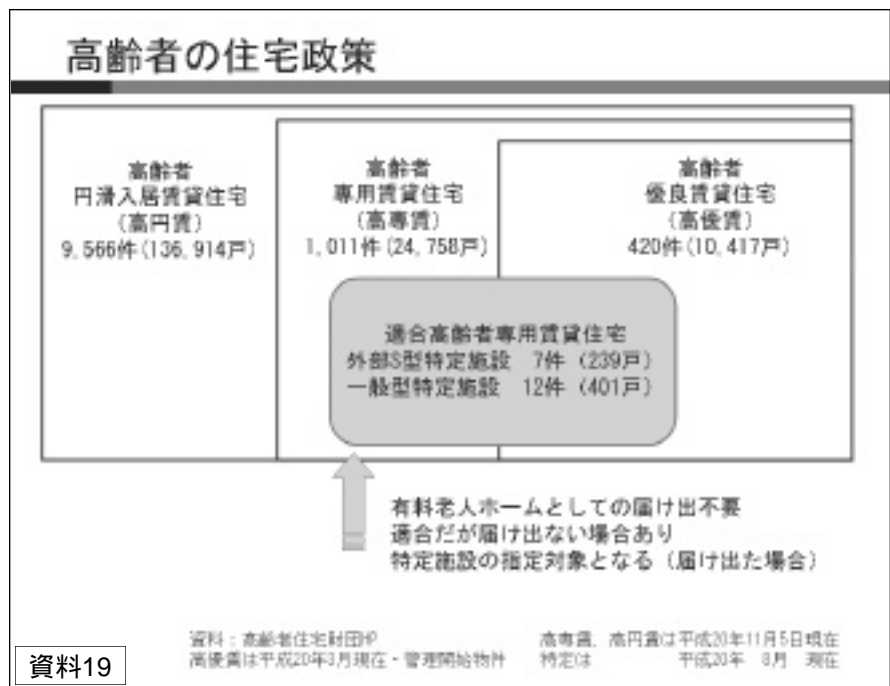 高齢者の住宅政策
高齢者
円滑入居賃貸住宅
(高円賃)
9,566件(136,914戸)
高齢者
専用賃貸住宅
(高専賃)
1,011件(24,758戸)
高齢者
優良賃貸住宅
(高優賃)
420件(10,417戸)
適合高齢者専用賃貸住宅
外部S型特定施設 7件 (239戸)
一般型特定施設 12件 (401戸)
有料老人ホームとしての届け出不要
適合だが届け出ない場合あり
特定施設の指定対象となる (届け出た場合)
資料:高齢者住宅財団HP
高優賃は平成20年3月現在・管理開始物件
高専賃、高円賃は平成20年11月5日現在
特定は 平成20年 8月 現在
資料19